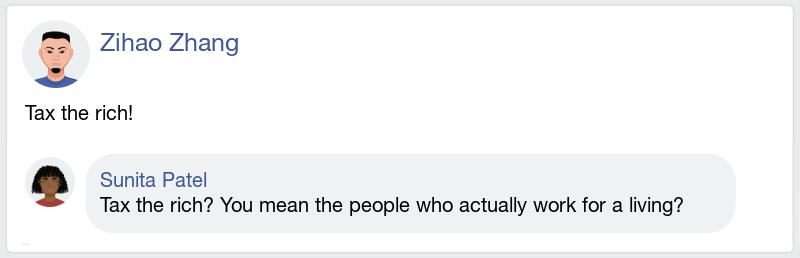 Zihao Zhang
Tax the rich!
Sunita Patel
Tax the rich? You mean the people who actually work for a living?